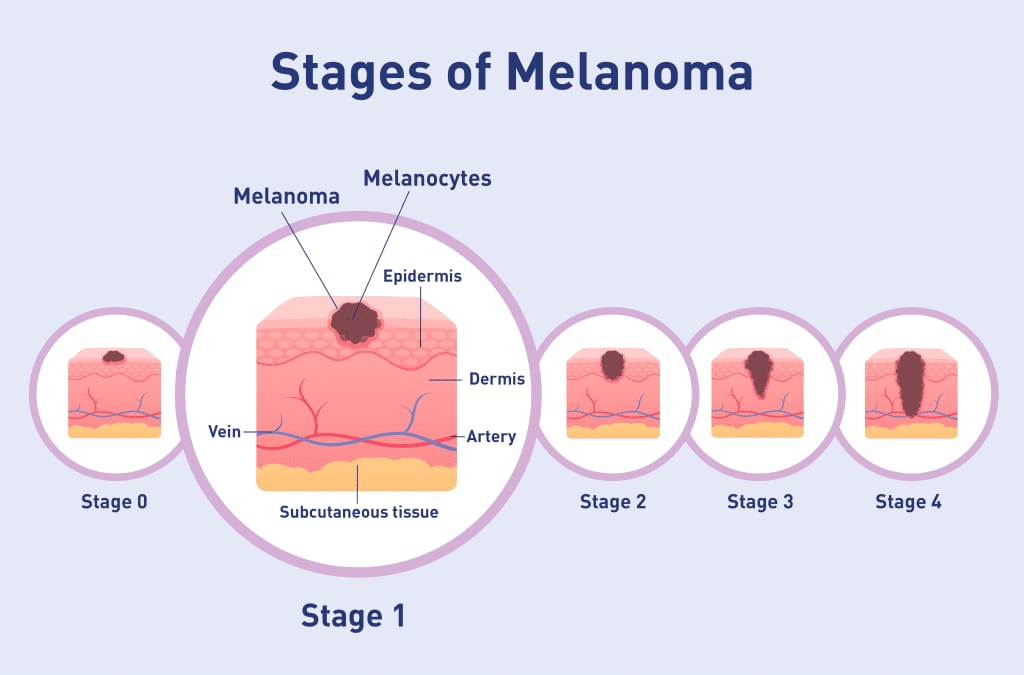 Stages of Melanoma
Melanoma
Melanocytes
Epidermis
Dermis
Vein
Artery
Subcutaneous tissue
Stage 0
Stage 1
Stage 2
Stage 3
Stage 4